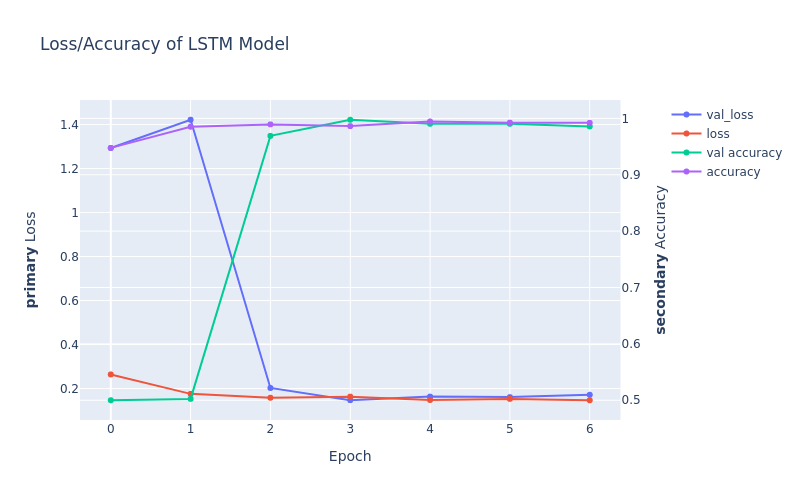 Loss/Accuracy of LSTM Model
primary Loss
1.4
1.2
1
0.8
0.6
0.4
0.2
0 1 2 3 4 5 6
Epoch
1
0.9
0.8
0.7
0.6
0.5
secondary Accuracy
val_loss
loss
val accuracy
accuracy